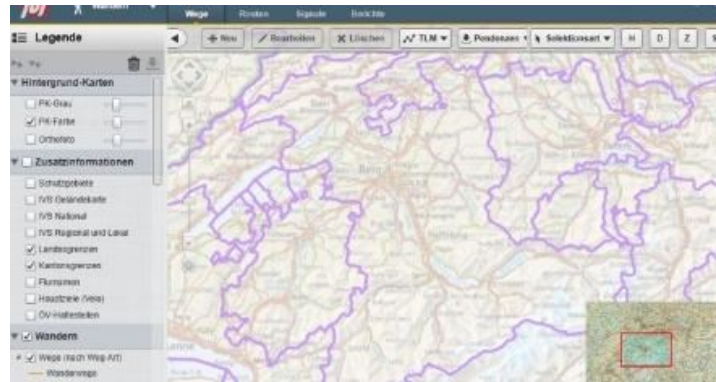 Wandern
Wege Routen Signale Berichte
Legende
Neu Bearbeiten Löschen TLM Pendenzen Selektionsart H D Z
Hintergrund-Karten
PK-Grau
PK-Farbe
Orthofoto
Zusatzinformationen
Schutzgebiete
IVS Geländekarte
IVS National
IVS Regional und Lokal
Landesgrenzen
Kantonsgrenzen
Flurnamen
Hauptziele (Velo)
ÖV-Haltestellen
Wandern
Wege (nach Weg-Art)
Wanderwege
Bern